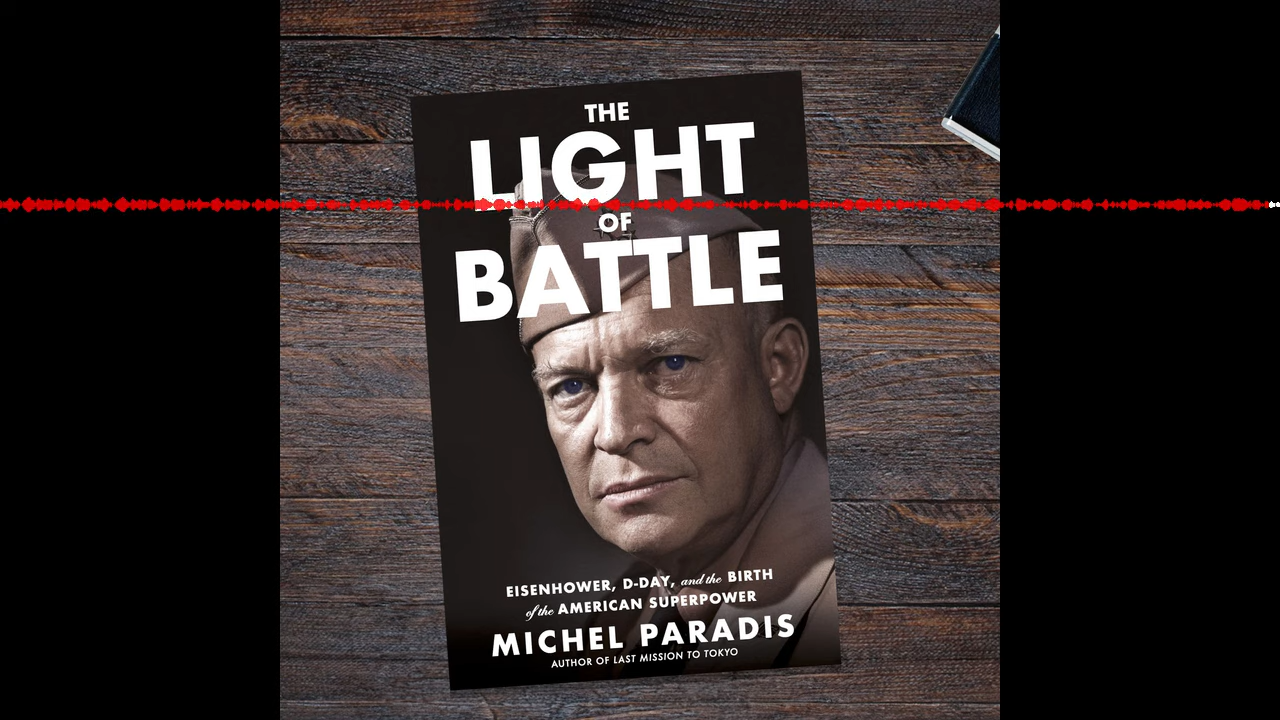 THE
LIGHT
OF
BATTLE
EISENHOWER, D-DAY, and the BIRTH
of the AMERICAN SUPERPOWER
MICHEL PARADIS
AUTHOR OF LAST MISSION TO TOKYO